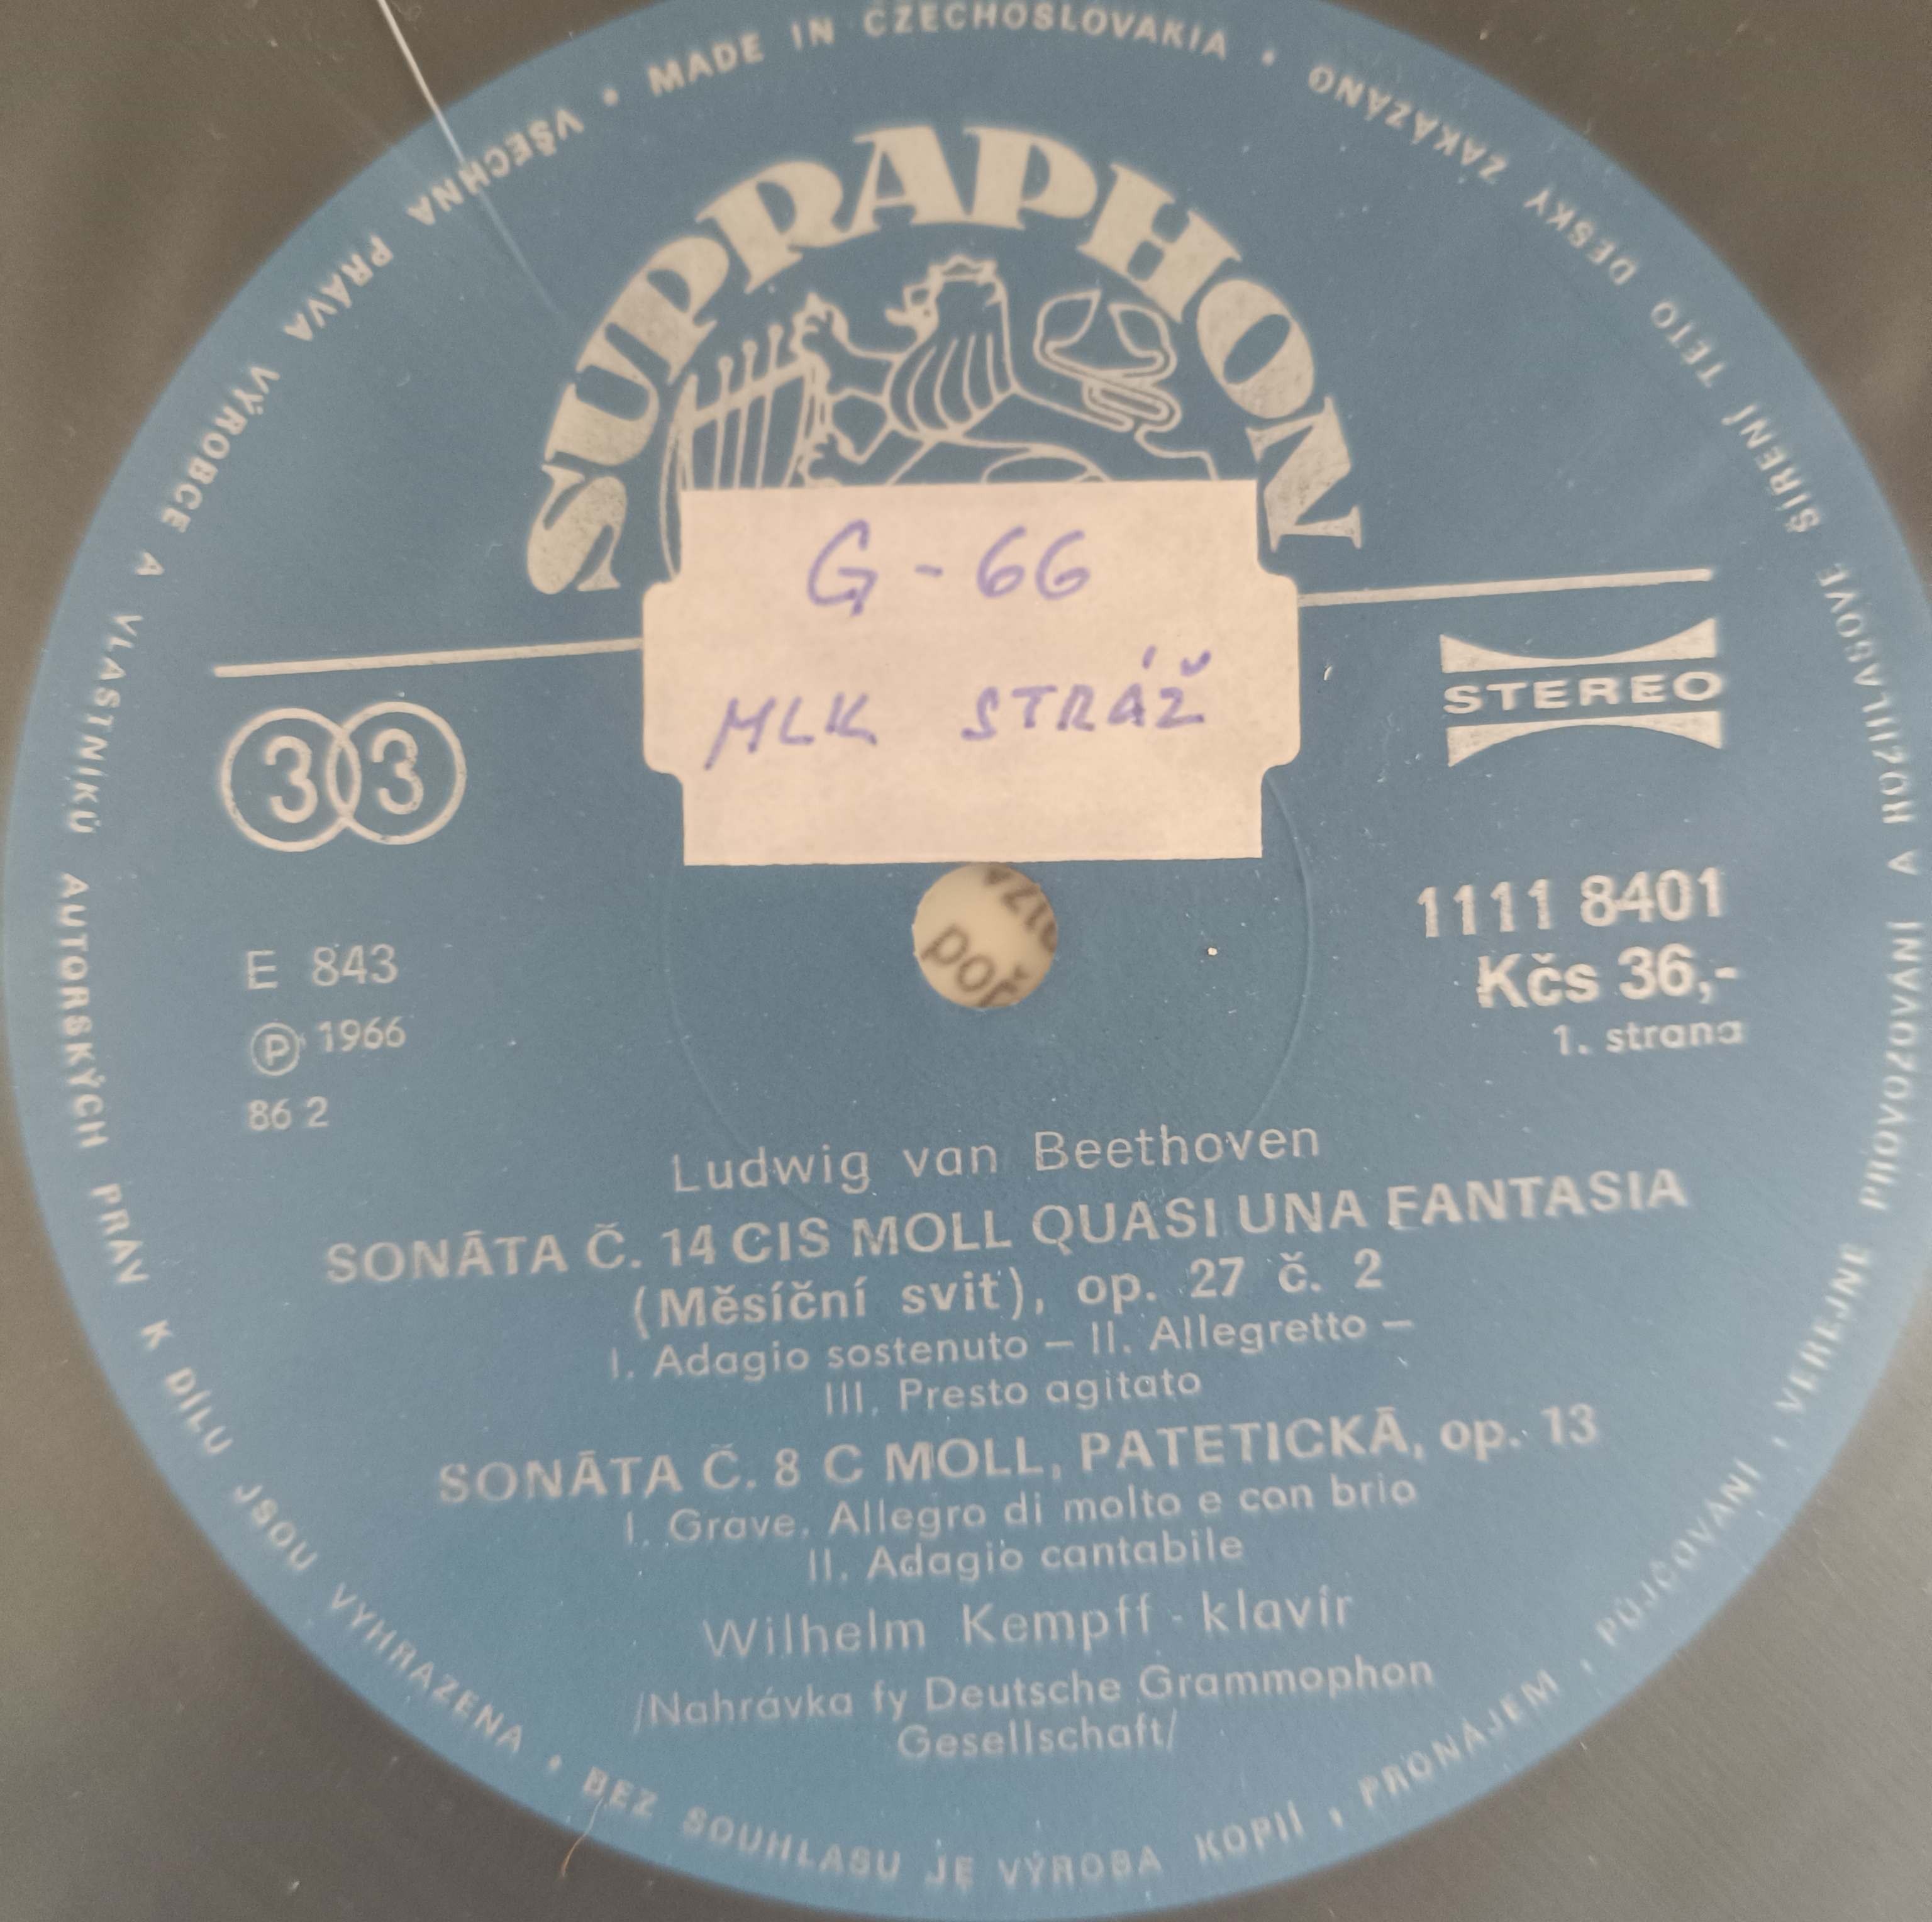 MADE IN CZECHOSLOVAKIA • VŠECHNA PRÁVA VÝROBCE A VLASTNÍKŮ AUTORSKÝCH PRÁV K DÍLU JSOU VYHRAZENA • BEZ SOUHLASU JE VÝROBA KOPIÍ, PRONÁJEM, PŮJČOVÁNÍ, VEŘEJNÉ PROVOZOVÁNÍ A ROZHLASOVÉ ŠÍŘENÍ TÉTO DESKY ZAKÁZÁNO •
SUPRAPHON
G-66
MLK STRÁŽ
STEREO
33
1111 8401
E 843
Kčs 36,-
Ⓟ 1966
1. strana
86 2
Ludwig van Beethoven
SONÁTA Č. 14 CIS MOLL QUASI UNA FANTASIA
(Měsíční svit), op. 27 č. 2
I. Adagio sostenuto – II. Allegretto –
III. Presto agitato
SONÁTA Č. 8 C MOLL, PATETICKÁ, op. 13
I. Grave. Allegro di molto e con brio
II. Adagio cantabile
Wilhelm Kempff - klavír
/Nahrávka fy Deutsche Grammophon
Gesellschaft/